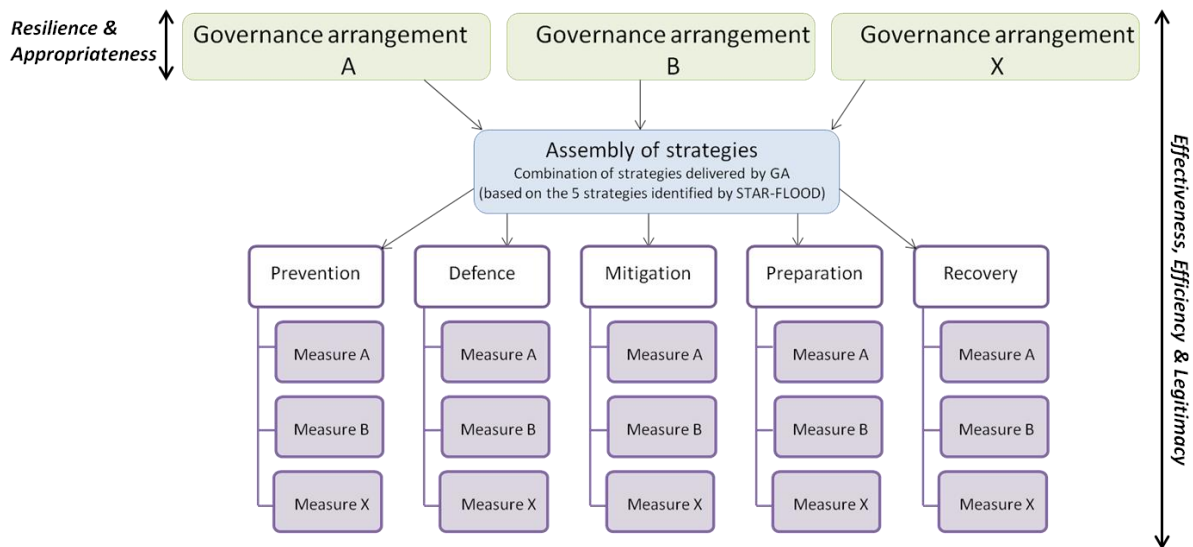 Resilience &
Appropriateness
Governance arrangement
A
Governance arrangement
B
Governance arrangement
X
Assembly of strategies
Combination of strategies delivered by GA
(based on the 5 strategies identified by STAR-FLOOD)
Prevention
Defence
Mitigation
Preparation
Recovery
Measure A
Measure A
Measure A
Measure A
Measure A
Measure B
Measure B
Measure B
Measure B
Measure B
Measure X
Measure X
Measure X
Measure X
Measure X
Effectiveness, Efficiency & Legitimacy